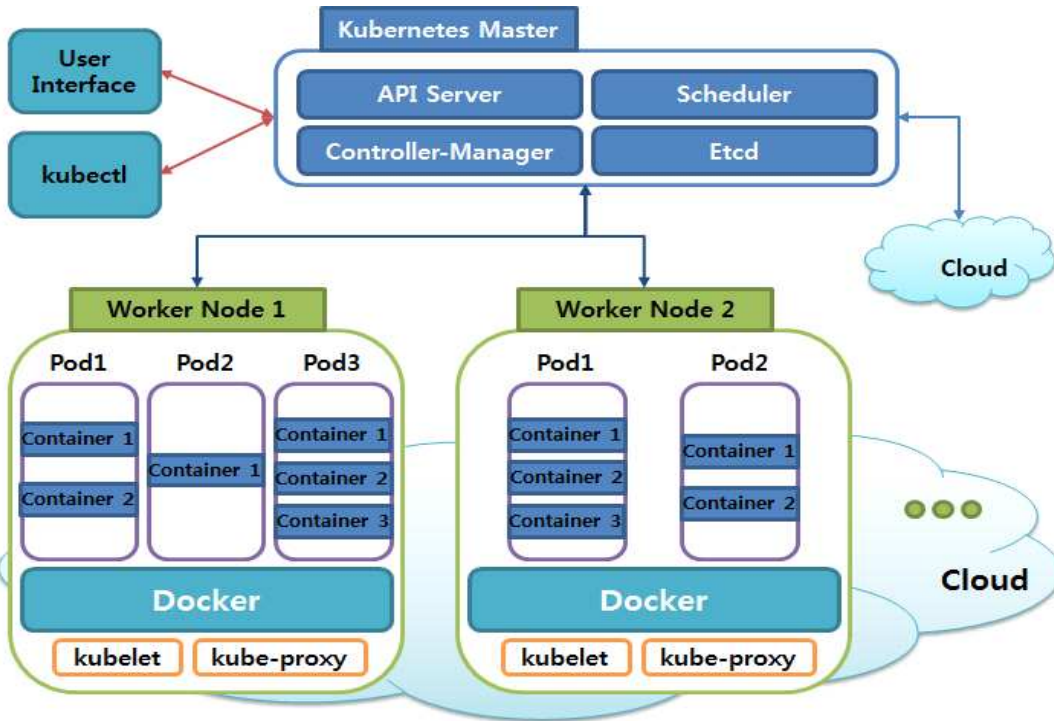 Kubernetes Master
User
Interface
API Server
Scheduler
kubectl
Controller-Manager
Etcd
Cloud
Worker Node 1
Worker Node 2
Pod1
Pod2
Pod3
Pod1
Pod2
Container 1
Container 2
Container 1
Container 1
Container 2
Container 3
Container 1
Container 2
Container 3
Container 1
Container 2
Cloud
Docker
Docker
kubelet
kube-proxy
kubelet
kube-proxy